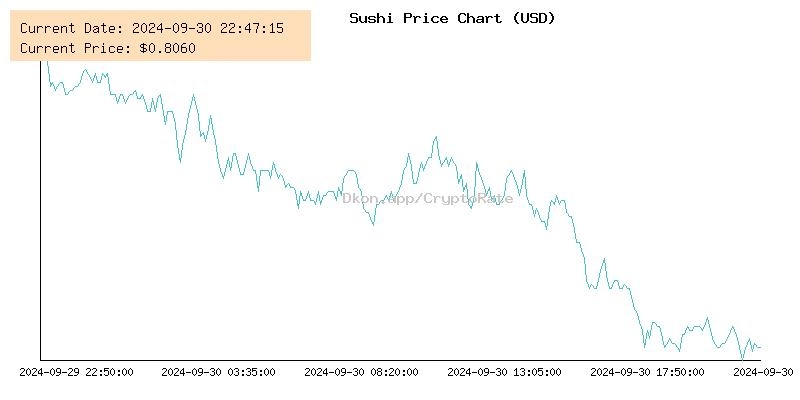 Sushi Price Chart (USD)
Current Date: 2024-09-30 22:47:15
Current Price: $0.8060
Dkon.app/CryptoRate
2024-09-29 22:50:00
2024-09-30 03:35:00
2024-09-30 08:20:00
2024-09-30 13:05:00
2024-09-30 17:50:00
2024-09-30